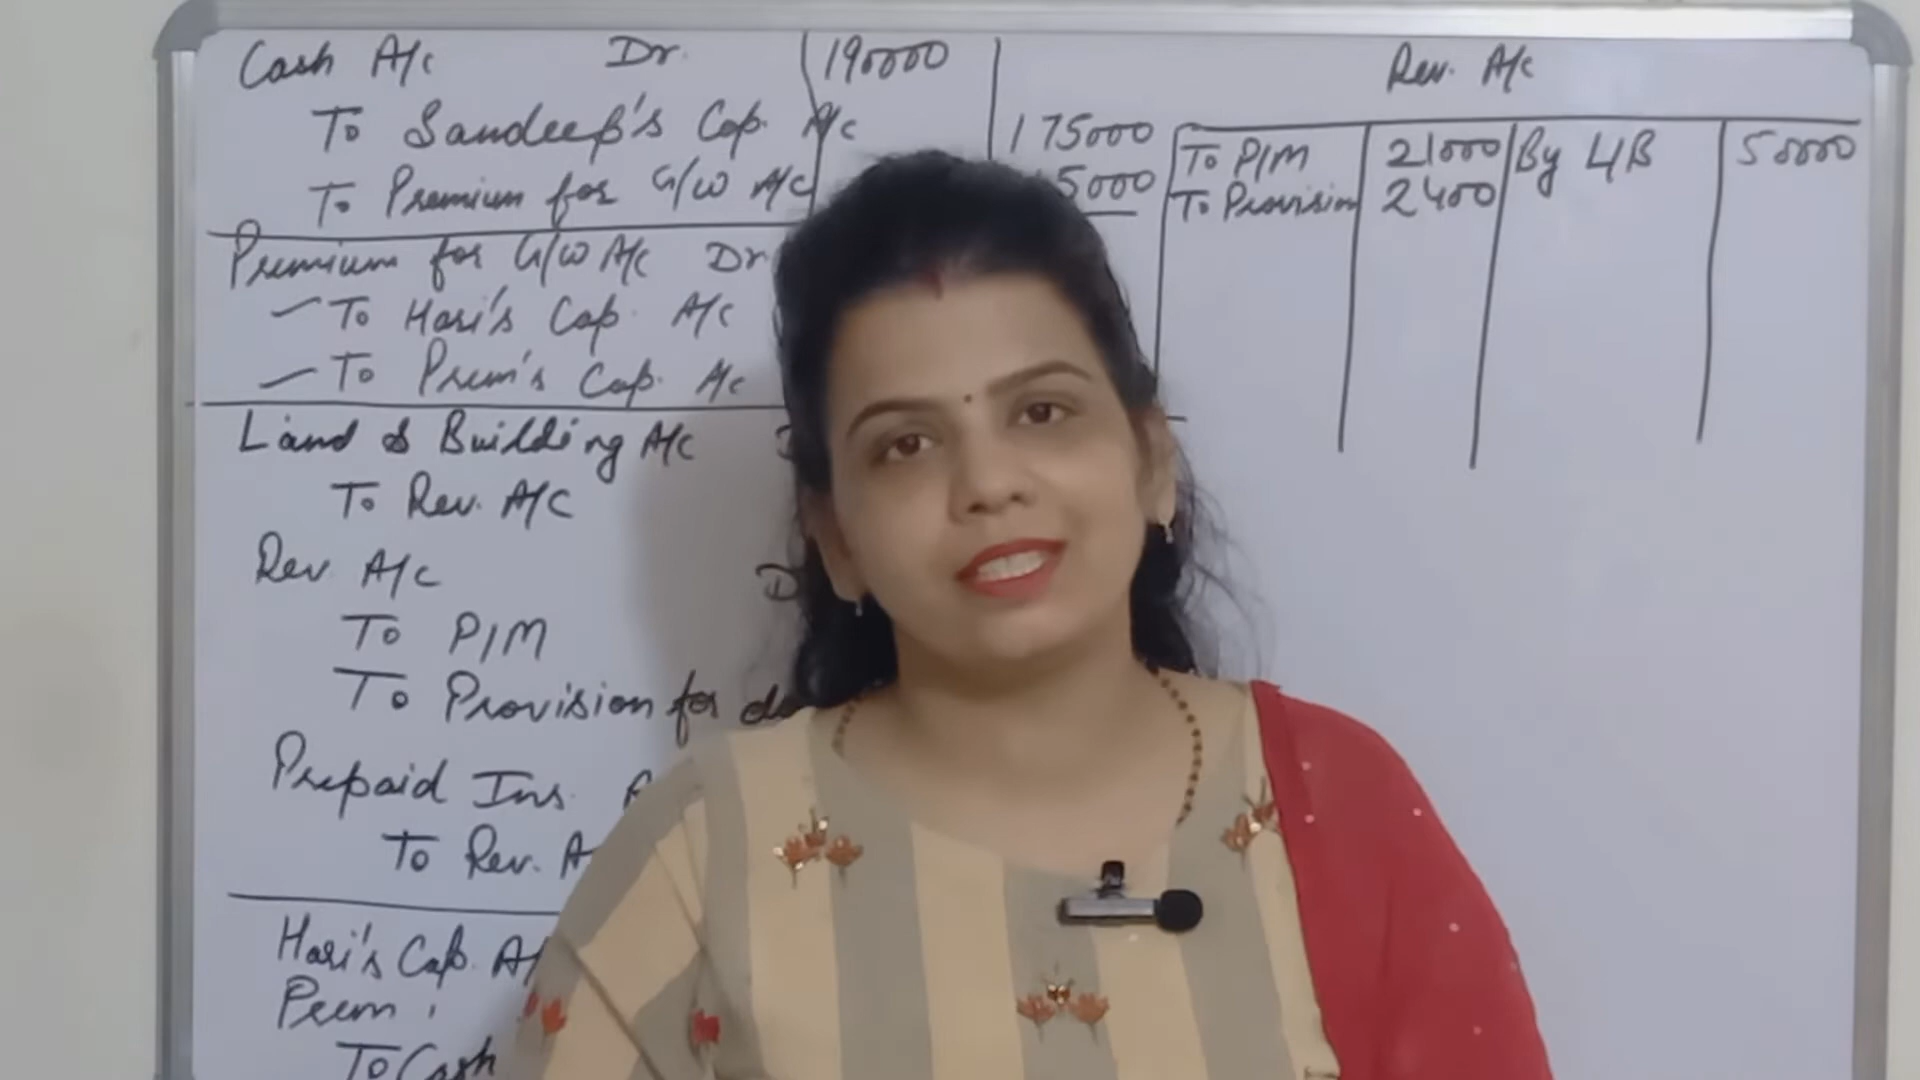 Cash A/c Dr. 190000
To Sandeep's Cap. A/c 175000
To Premium for G/W A/c 5000
Premium for G/W A/c Dr
To Hari's Cap. A/c
To Prem's Cap. A/c
Land & Building A/c
To Rev. A/C
Rev A/c D
To P/M
To Provision for do
Prepaid Ins.
To Rev. A
Hari's Cap. A/
Prem
To Cash
Rev. A/c
To P/M 21000 By L/B 50000
To Provision 2400